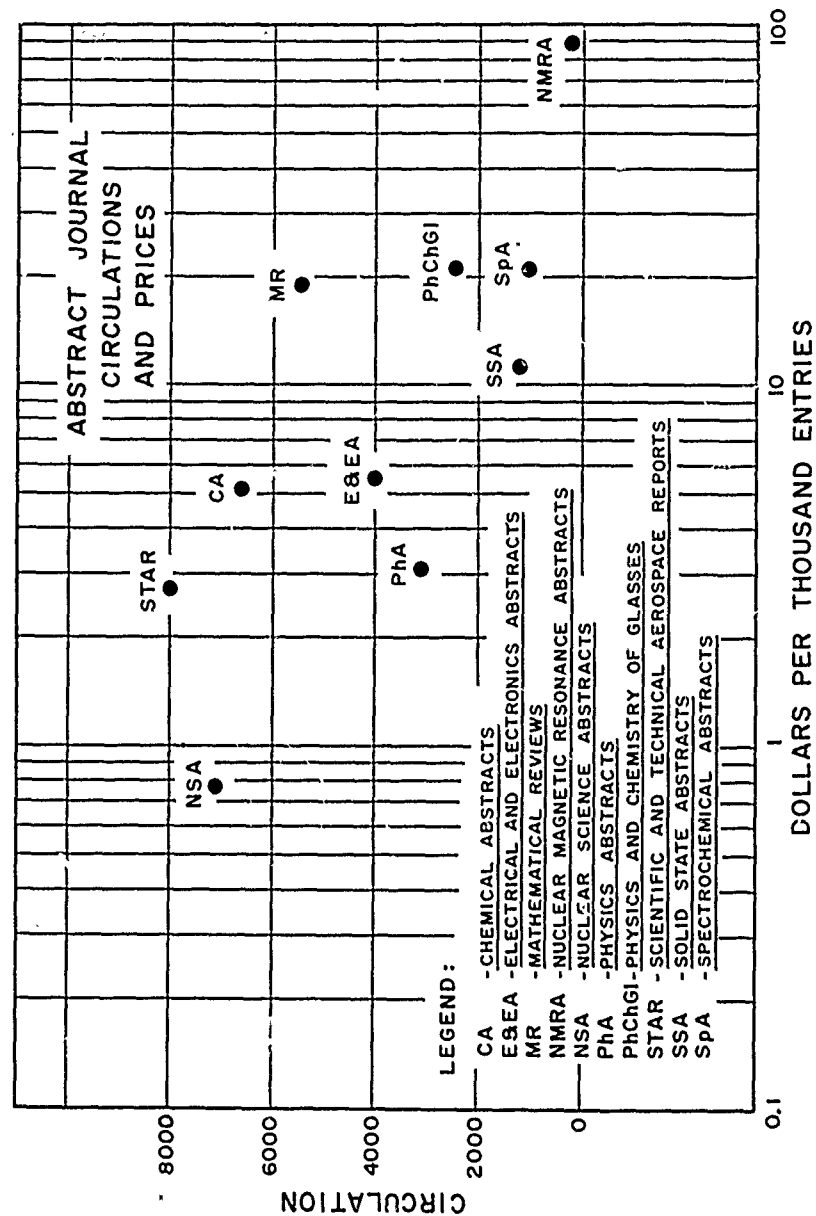 ABSTRACT JOURNAL
CIRCULATIONS
AND PRICES
CIRCULATION
8000
6000
4000
2000
0
NSA
STAR
CA
E&EA
PhA
MR
PhChGl
SSA
SpA
NMRA
LEGEND:
CA - CHEMICAL ABSTRACTS
E&EA - ELECTRICAL AND ELECTRONICS ABSTRACTS
MR - MATHEMATICAL REVIEWS
NMRA - NUCLEAR MAGNETIC RESONANCE ABSTRACTS
NSA - NUCLEAR SCIENCE ABSTRACTS
PhA - PHYSICS ABSTRACTS
PhChGl - PHYSICS AND CHEMISTRY OF GLASSES
STAR - SCIENTIFIC AND TECHNICAL AEROSPACE REPORTS
SSA - SOLID STATE ABSTRACTS
SpA - SPECTROCHEMICAL ABSTRACTS
0.1
1
10
100
DOLLARS PER THOUSAND ENTRIES